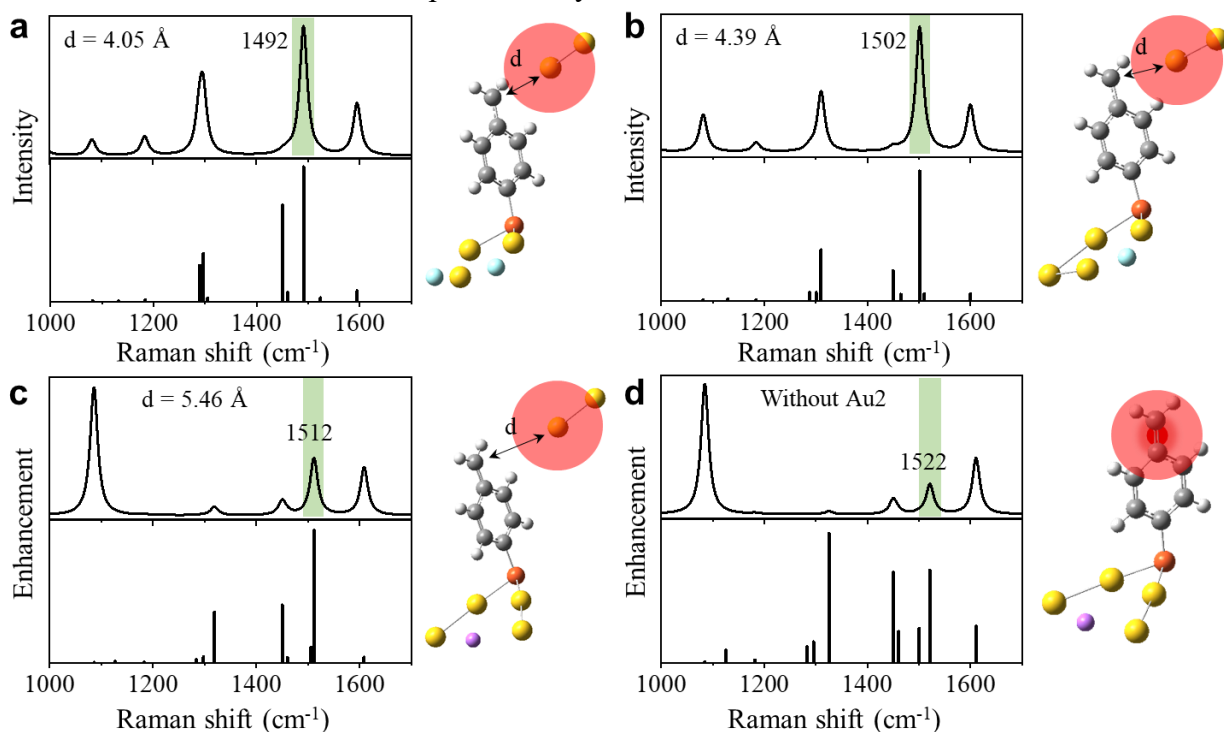 a
d = 4.05 Å
1492
d
Intensity
1000 1200 1400 1600
Raman shift (cm-1)
b
d = 4.39 Å
1502
d
Intensity
1000 1200 1400 1600
Raman shift (cm-1)
c
d = 5.46 Å
1512
d
Enhancement
1000 1200 1400 1600
Raman shift (cm-1)
d
Without Au2
1522
Enhancement
1000 1200 1400 1600
Raman shift (cm-1)